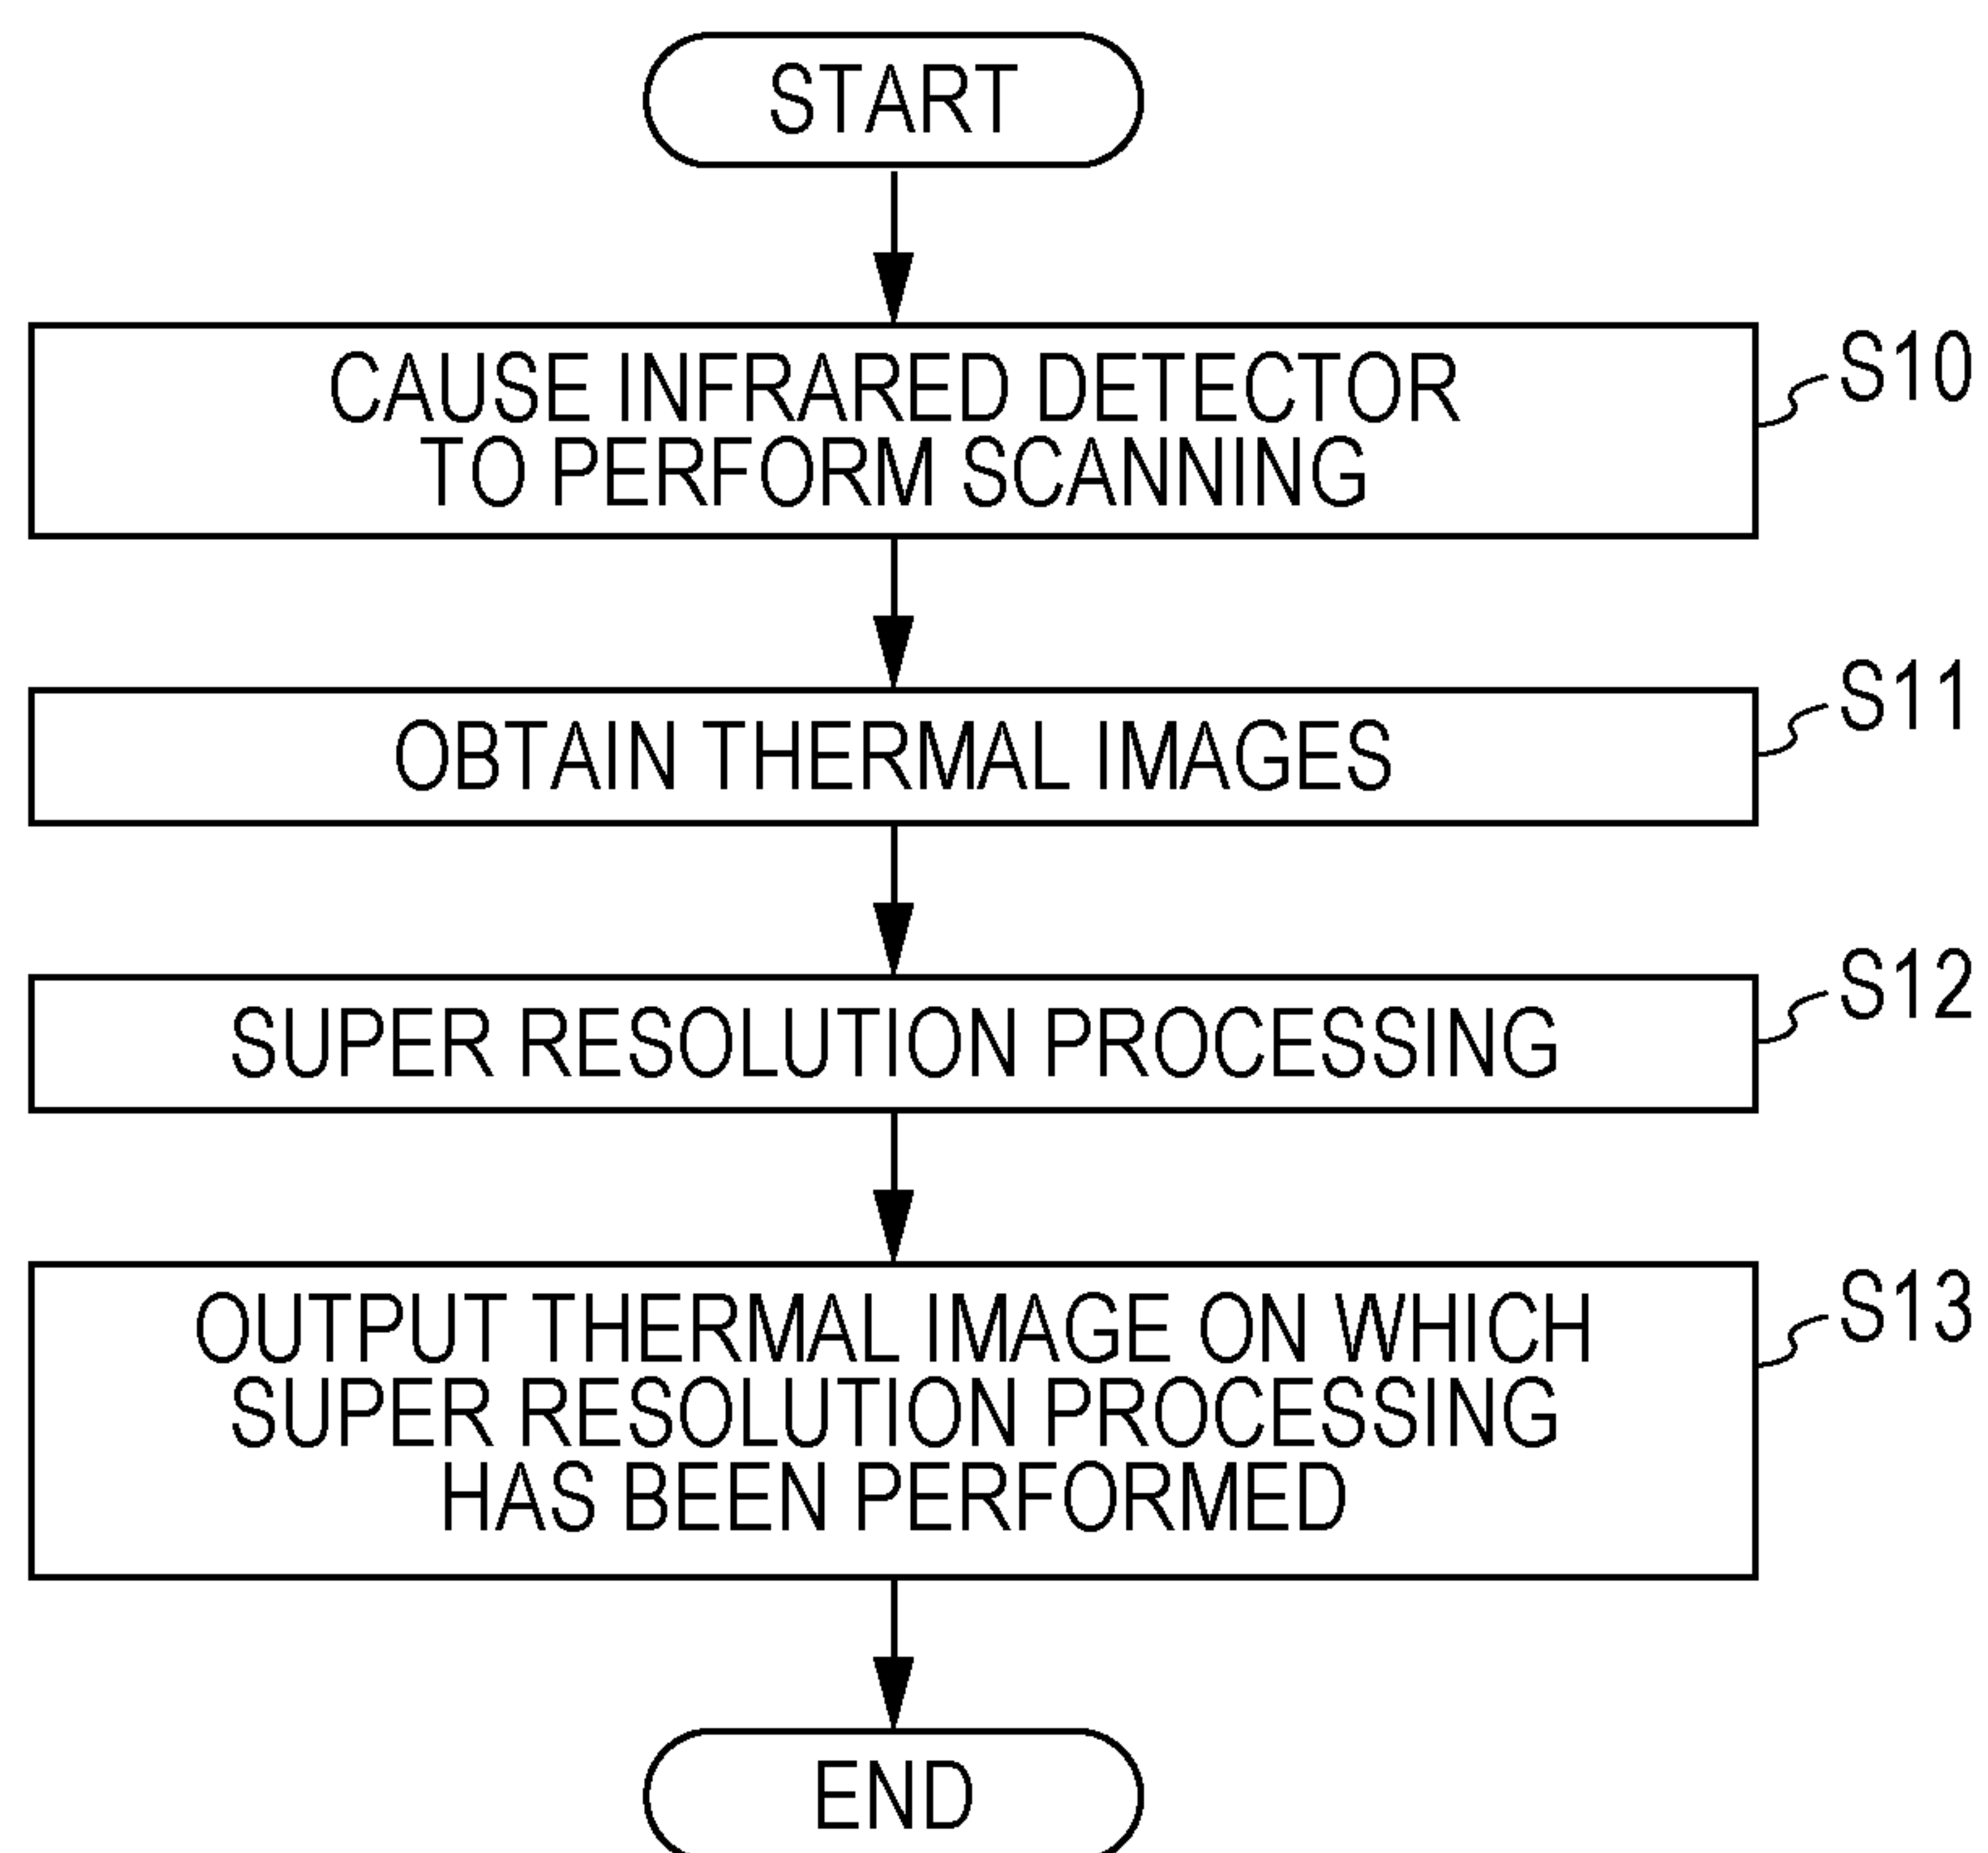 START
CAUSE INFRARED DETECTOR
TO PERFORM SCANNING
S10
OBTAIN THERMAL IMAGES
S11
SUPER RESOLUTION PROCESSING
S12
OUTPUT THERMAL IMAGE ON WHICH
SUPER RESOLUTION PROCESSING
HAS BEEN PERFORMED
S13
END